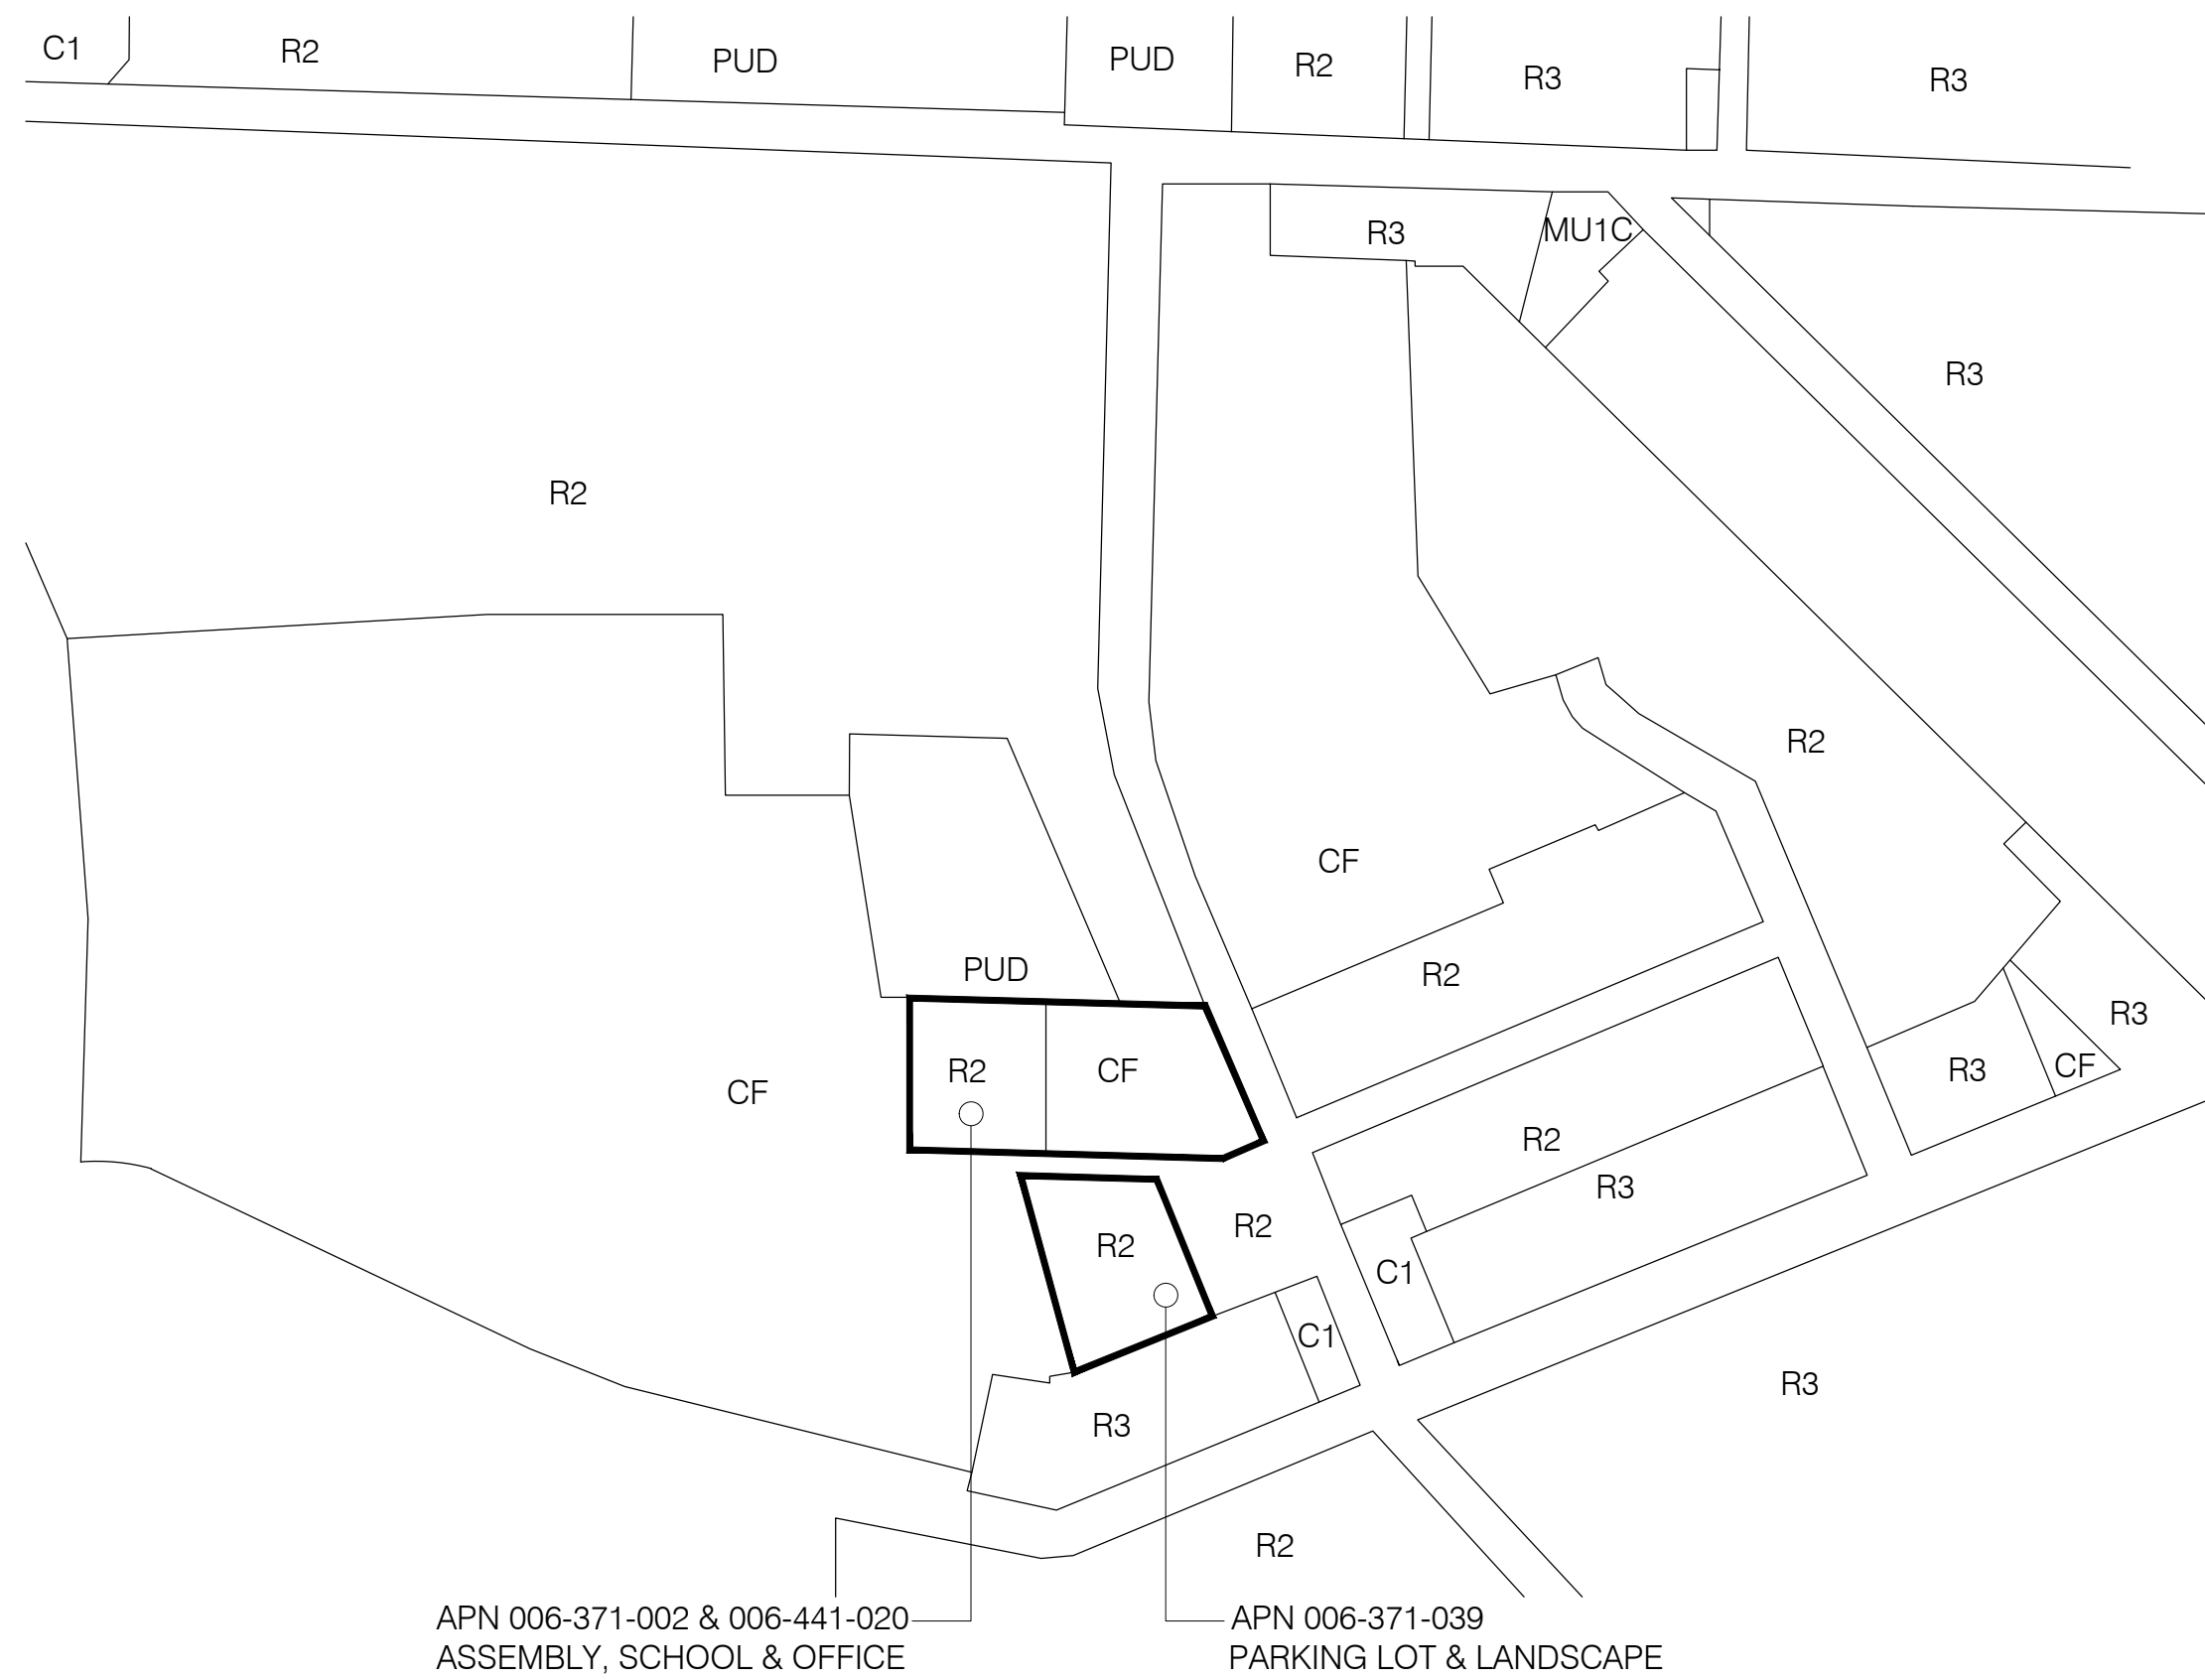 C1
R2
PUD
PUD
R2
R3
R3
R3
MU1C
R3
R2
R2
CF
R2
PUD
R3
R2
CF
R3
CF
CF
R2
R3
R2
R2
C1
C1
R3
R3
R2
APN 006-371-002 & 006-441-020
ASSEMBLY, SCHOOL & OFFICE
APN 006-371-039
PARKING LOT & LANDSCAPE